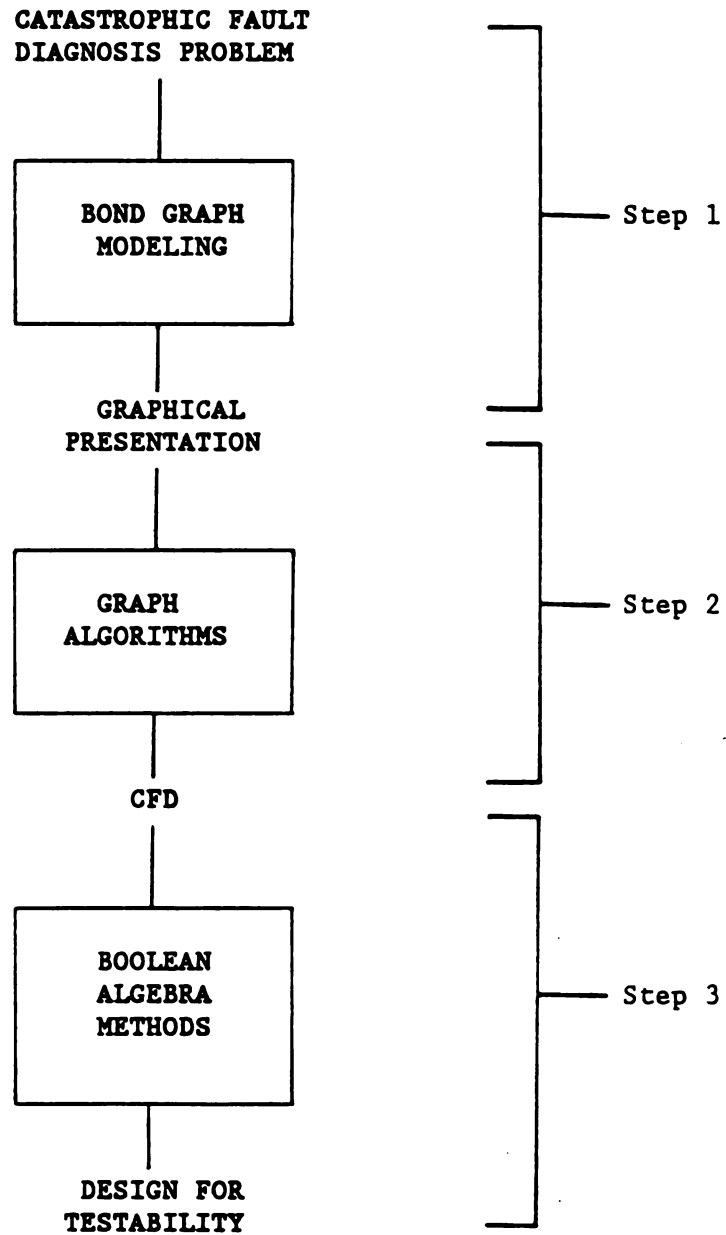 CATASTROPHIC FAULT
DIAGNOSIS PROBLEM
BOND GRAPH
MODELING
Step 1
GRAPHICAL
PRESENTATION
GRAPH
ALGORITHMS
Step 2
CFD
BOOLEAN
ALGEBRA
METHODS
Step 3
DESIGN FOR
TESTABILITY